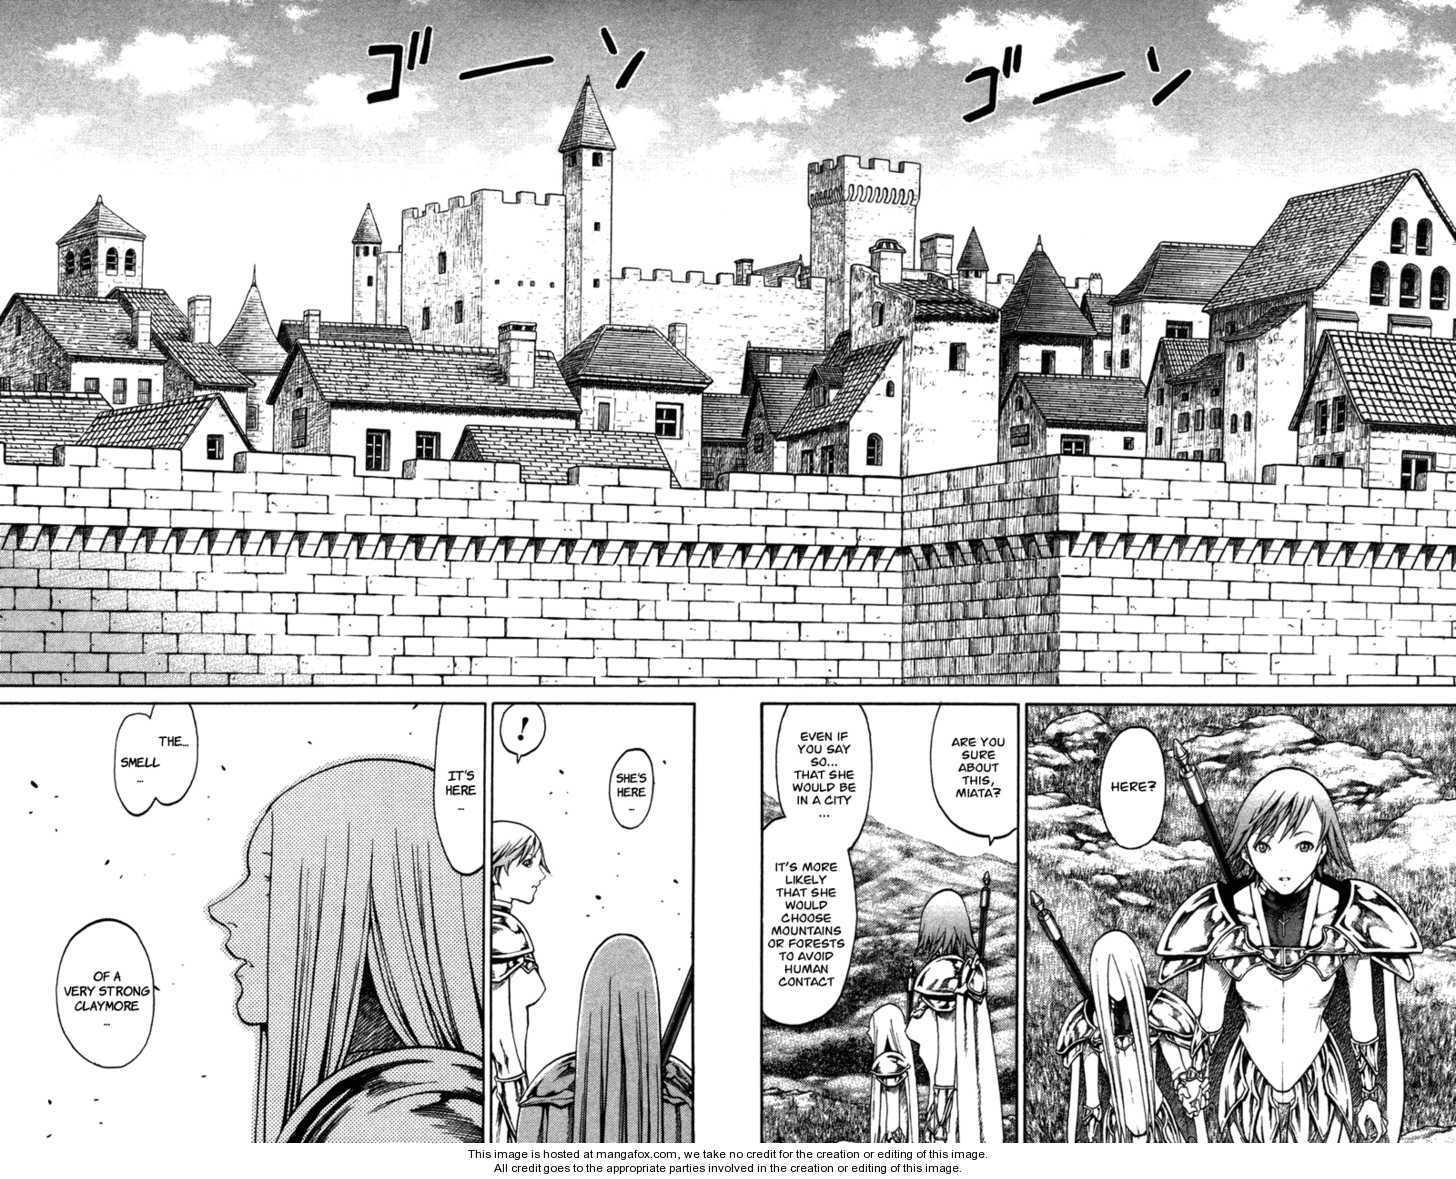 ゴーン
ゴーン
HERE?
ARE YOU
SURE
ABOUT
THIS,
MIATA?
EVEN IF
YOU SAY
SO...
THAT SHE
WOULD BE
IN A CITY
...
IT'S MORE
LIKELY
THAT SHE
WOULD
CHOOSE
MOUNTAINS
OR FORESTS
TO AVOID
HUMAN
CONTACT
SHE'S
HERE
...
!
IT'S
HERE
...
THE...
SMELL
...
OF A
VERY STRONG
CLAYMORE
...
This image is hosted at mangafox.com, we take no credit for the creation or editing of this image.
All credit goes to the appropriate parties involved in the creation or editing of this image.